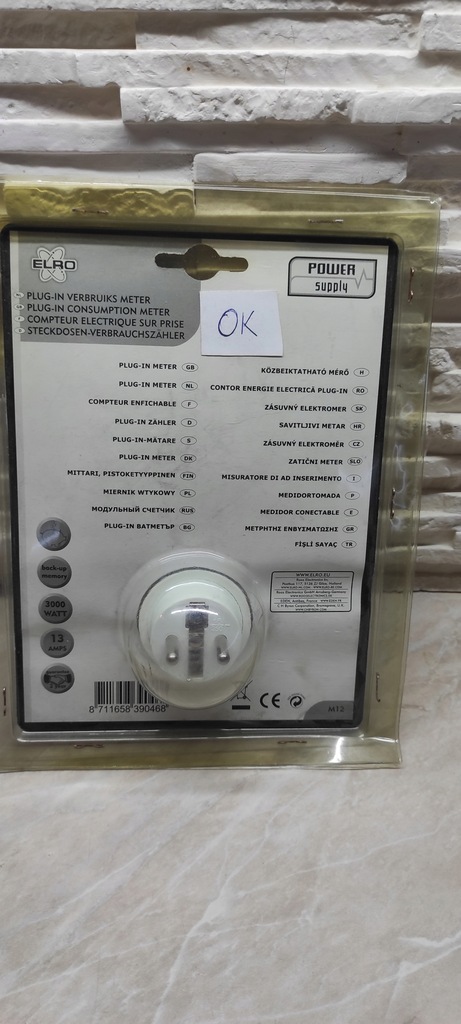 ELRO
POWER
supply
PLUG-IN VERBRUIKS METER
PLUG-IN CONSUMPTION METER
COMPTEUR ELECTRIQUE SUR PRISE
STECKDOSEN-VERBRAUCHSZÄHLER
OK
PLUG-IN METER GB
PLUG-IN METER NL
COMPTEUR ENFICHABLE F
PLUG-IN ZÄHLER D
PLUG-IN-MÄTARE S
PLUG-IN METER DK
MITTARI, PISTOKETYYPPINEN FIN
MIERNIK WTYKOWY PL
МОДУЛЬНЫЙ СЧЕТЧИК RUS
PLUG-IN ВАТМЕТЪР BG
KÖZBEIKTATHATÓ MÉRŐ H
CONTOR ENERGIE ELECTRICĂ PLUG-IN RO
ZÁSUVNÝ ELEKTROMER SK
SAVITLJIVI METAR HR
ZÁSUVNÝ ELEKTROMĚR CZ
ZATIČNI METER SLO
MISURATORE DI AD INSERIMENTO I
MEDIDORTOMADA P
MEDIDOR CONECTABLE E
ΜΕΤΡΗΤΗΣ ΕΝΒΥΣΜΑΤΩΣΗΣ GR
FİŞLİ SAYAÇ TR
back-up
memory
3000
WATT
13
AMPS
WWW.ELRO.EU
8 711658 390468
CE
M12